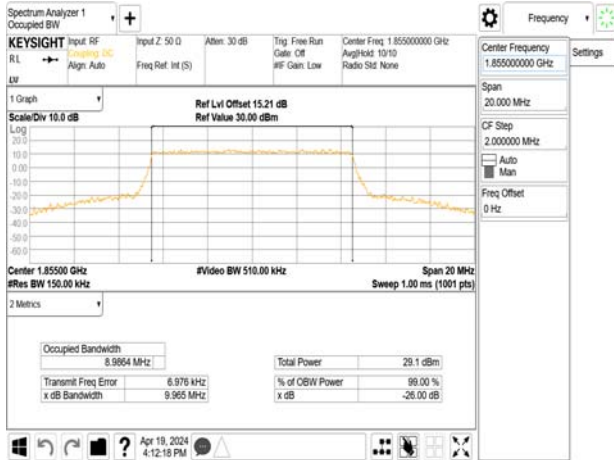 Spectrum Analyzer 1
Occupied BW
Frequency
KEYSIGHT
Input: RF
Coupling: DC
Align: Auto
Input Z: 50 Ω
Freq Ref: Int (S)
Atten: 30 dB
Trig: Free Run
Gate: Off
#IF Gain: Low
Center Freq: 1.855000000 GHz
Avg|Hold: 10/10
Radio Std: None
RL
Center Frequency
1.855000000 GHz
Settings
Span
20.000 MHz
CF Step
2.000000 MHz
Auto
Man
Freq Offset
0 Hz
1 Graph
Scale/Div 10.0 dB
Ref Lvl Offset 15.21 dB
Ref Value 30.00 dBm
Log
20.0
10.0
0.00
-10.0
-20.0
-30.0
-40.0
-50.0
-60.0
Center 1.85500 GHz
#Video BW 510.00 kHz
Span 20 MHz
#Res BW 150.00 kHz
Sweep 1.00 ms (1001 pts)
2 Metrics
Occupied Bandwidth
8.9864 MHz
Total Power 29.1 dBm
Transmit Freq Error 6.976 kHz
% of OBW Power 99.00 %
x dB Bandwidth 9.965 MHz
x dB -26.00 dB
Apr 19, 2024
4:12:18 PM